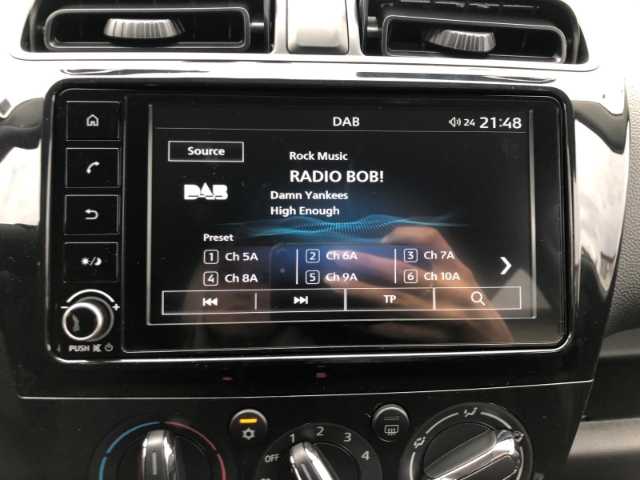 DAB
24 21:48
Source
Rock Music
RADIO BOB!
DAB
Damn Yankees
High Enough
Preset
1 Ch 5A 2 Ch 6A 3 Ch 7A
4 Ch 8A 5 Ch 9A 6 Ch 10A
TP
PUSH
OFF 1 2 3 4